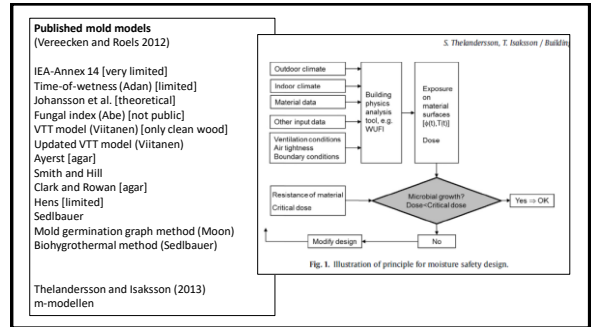 Published mold models
(Vereecken and Roels 2012)
IEA-Annex 14 [very limited]
Time-of-wetness (Adan) [limited]
Johansson et al. [theoretical]
Fungal index (Abe) [not public]
VTT model (Viitanen) [only clean wood]
Updated VTT model (Viitanen)
Ayerst [agar]
Smith and Hill
Clark and Rowan [agar]
Hens [limited]
Sedlbauer
Mold germination graph method (Moon)
Biohygrothermal method (Sedlbauer)
Thelandersson and Isaksson (2013)
m-modellen
S. Thelandersson, T. Isaksson / Building
Outdoor climate
Indoor climate
Material data
Other input data
Ventilation conditions
Air tightness
Boundary conditions
Building
physics
analysis
tool, e.g.
WUFI
Exposure
on
material
surfaces
[ϕ(t),T(t)]
Dose
Resistance of material
Critical dose
Microbial growth?
Dose<Critical dose
Yes ⇒ OK
Modify design
No
Fig. 1. Illustration of principle for moisture safety design.